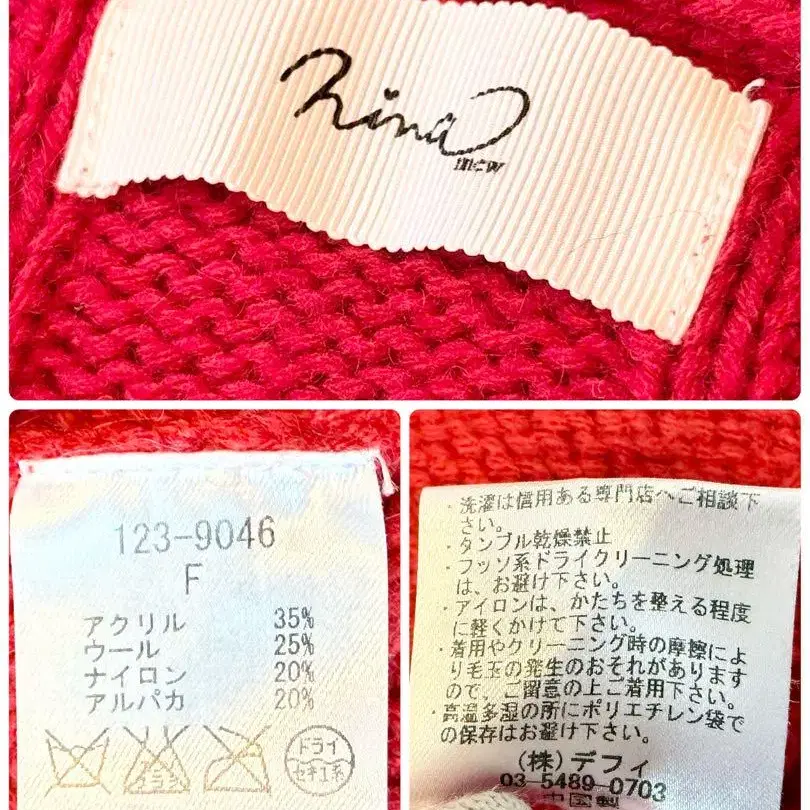 nina
mew
123-9046
F
アクリル 35%
ウール 25%
ナイロン 20%
アルパカ 20%
ドライ
セキユ系
・洗濯は信用ある専門店へご相談下
さい。
・タンブル乾燥禁止
・フッソ系ドライクリーニング処理
は、お避け下さい。
・アイロンは、かたちを整える程度
に軽くかけて下さい。
・着用やクリーニング時の摩擦によ
り毛玉の発生のおそれがあります
ので、ご留意の上ご着用下さい。
・高温多湿の所にポリエチレン袋で
の保存はお避け下さい。
(株)デフィ
03-5489-0703
中国製